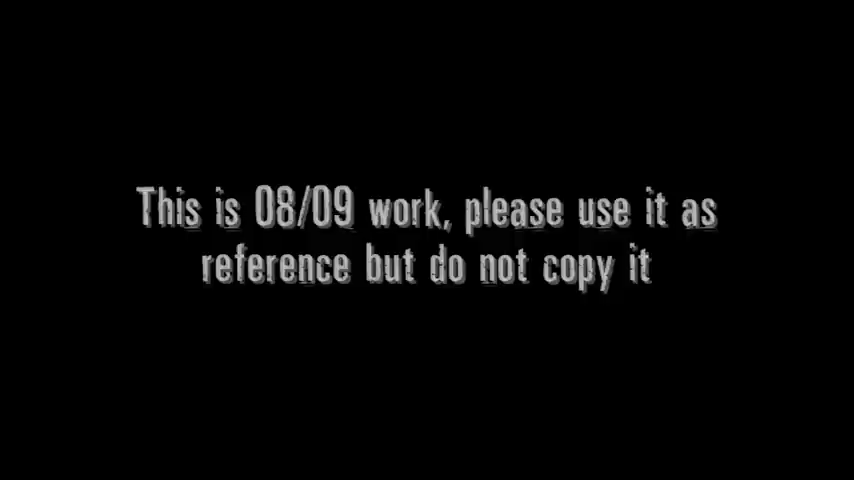 This is 08/09 work, please use it as
reference but do not copy it